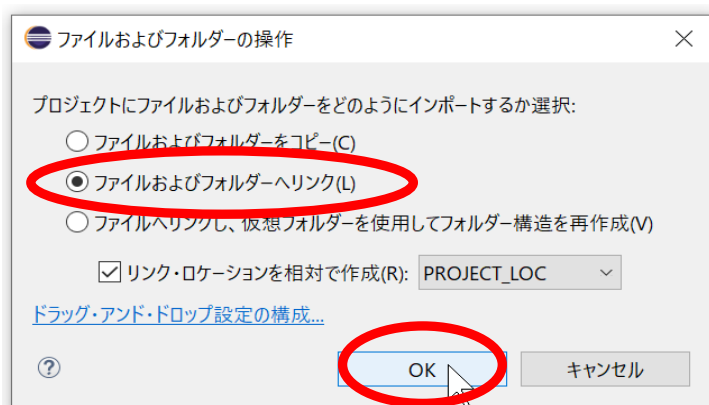 ファイルおよびフォルダーの操作
プロジェクトにファイルおよびフォルダーをどのようにインポートするか選択:
ファイルおよびフォルダーをコピー(C)
ファイルおよびフォルダーへリンク(L)
ファイルへリンクし、仮想フォルダーを使用してフォルダー構造を再作成(V)
リンク・ロケーションを相対で作成(R): PROJECT_LOC
ドラッグ・アンド・ドロップ設定の構成...
OK キャンセル